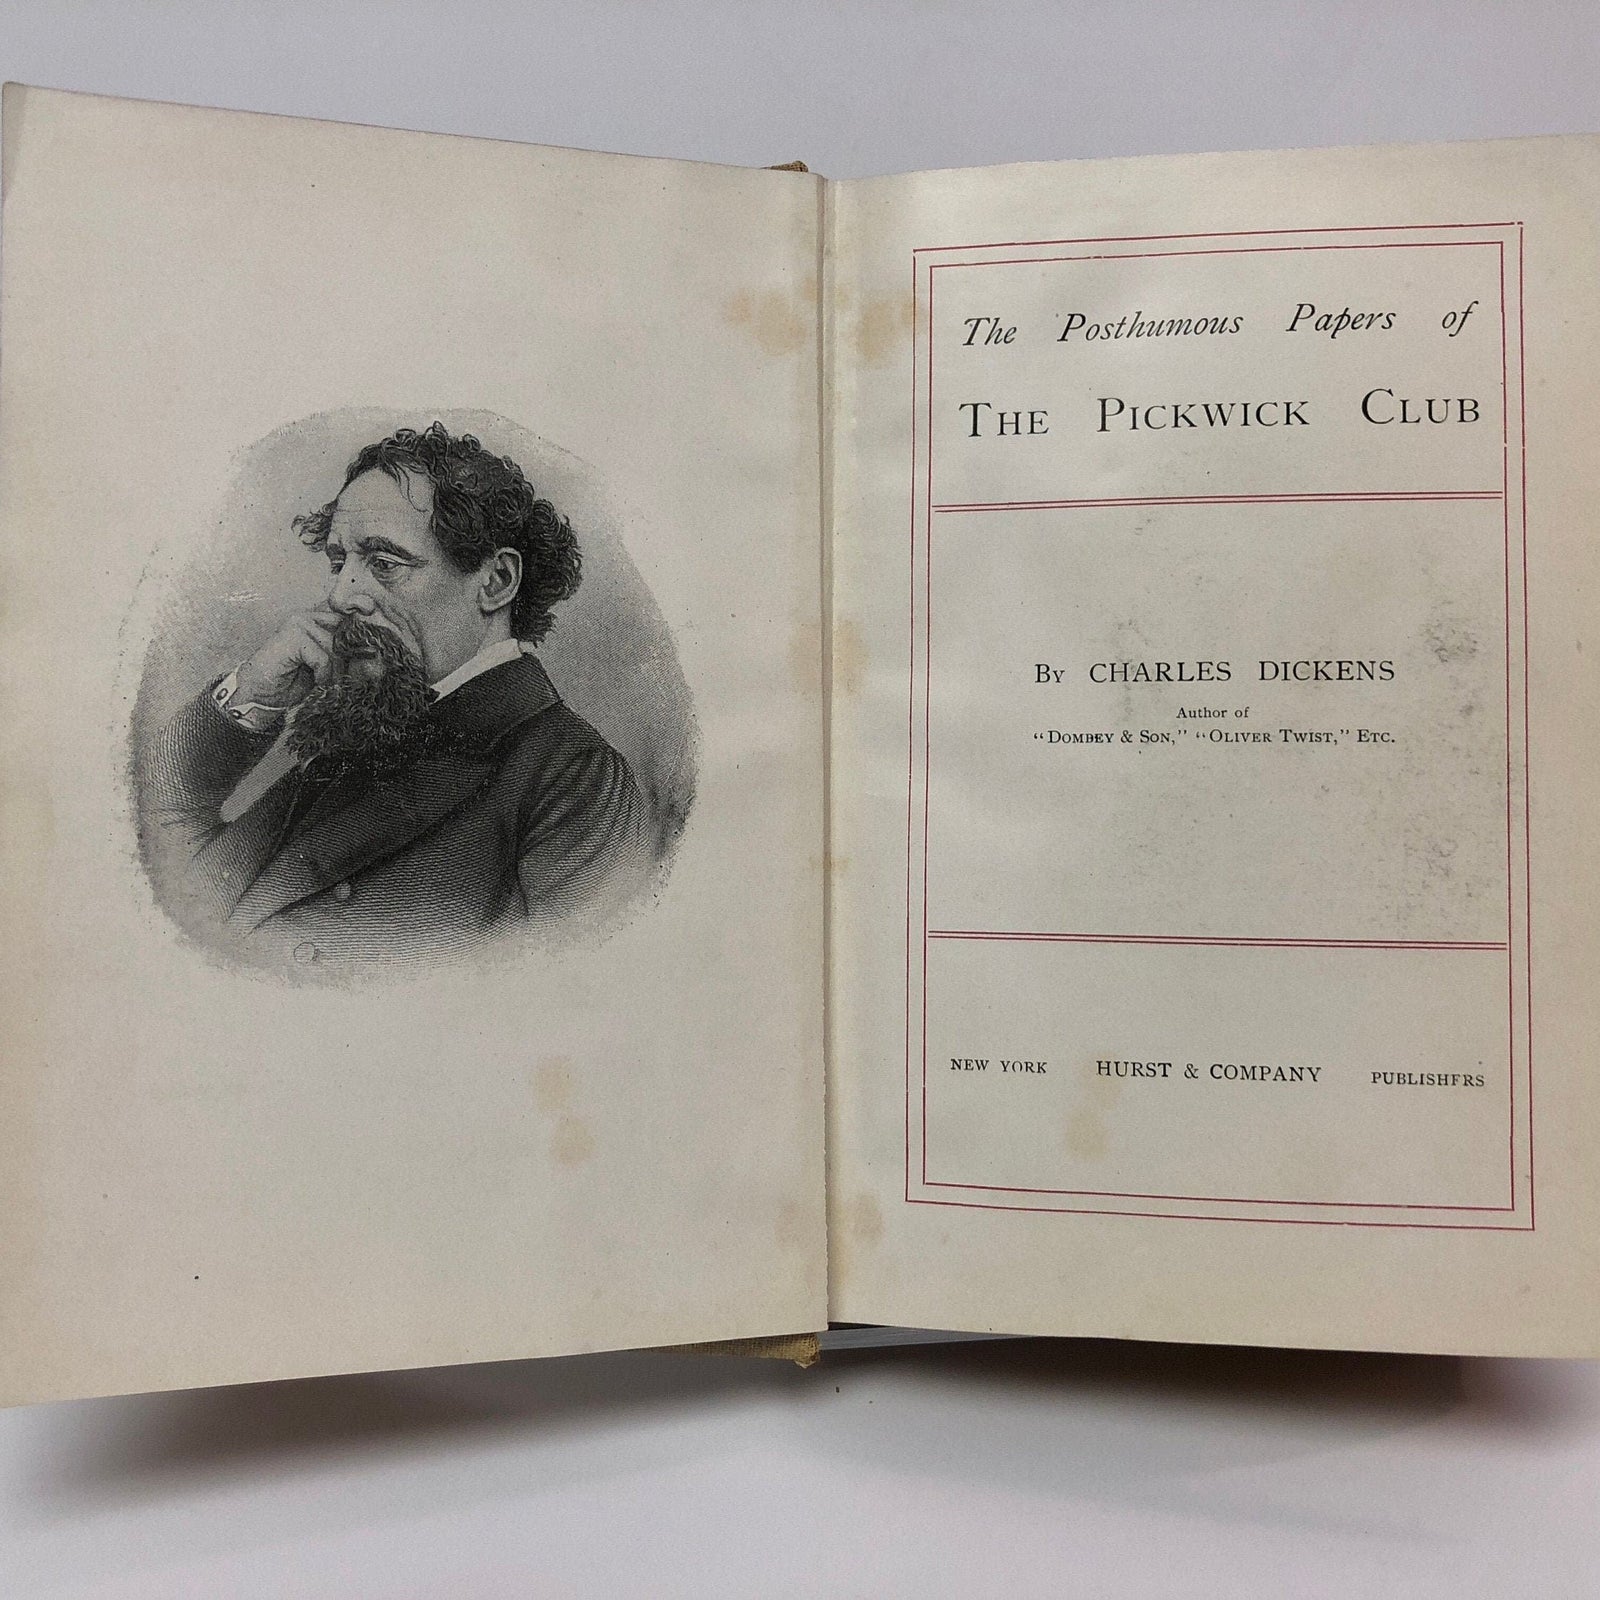 The Posthumous Papers of
THE PICKWICK CLUB
By CHARLES DICKENS
Author of
“DOMBEY & SON,” “OLIVER TWIST,” ETC.
NEW YORK HURST & COMPANY PUBLISHERS